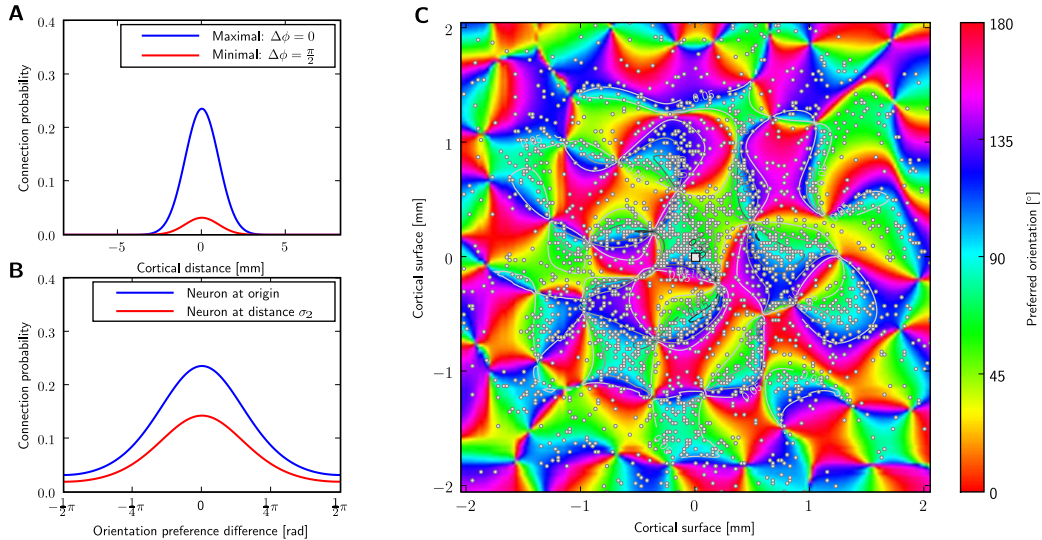 A
Maximal: Δϕ = 0
Minimal: Δϕ = π/2
Connection probability
0.4
0.3
0.2
0.1
0.0
−5
0
5
Cortical distance [mm]
B
Neuron at origin
Neuron at distance σ₂
Connection probability
0.4
0.3
0.2
0.1
0.0
−½π
−¼π
0
¼π
½π
Orientation preference difference [rad]
C
Cortical surface [mm]
2
1
0
−1
−2
−2
−1
0
1
2
Cortical surface [mm]
0.05
180
135
90
45
0
Preferred orientation [°]